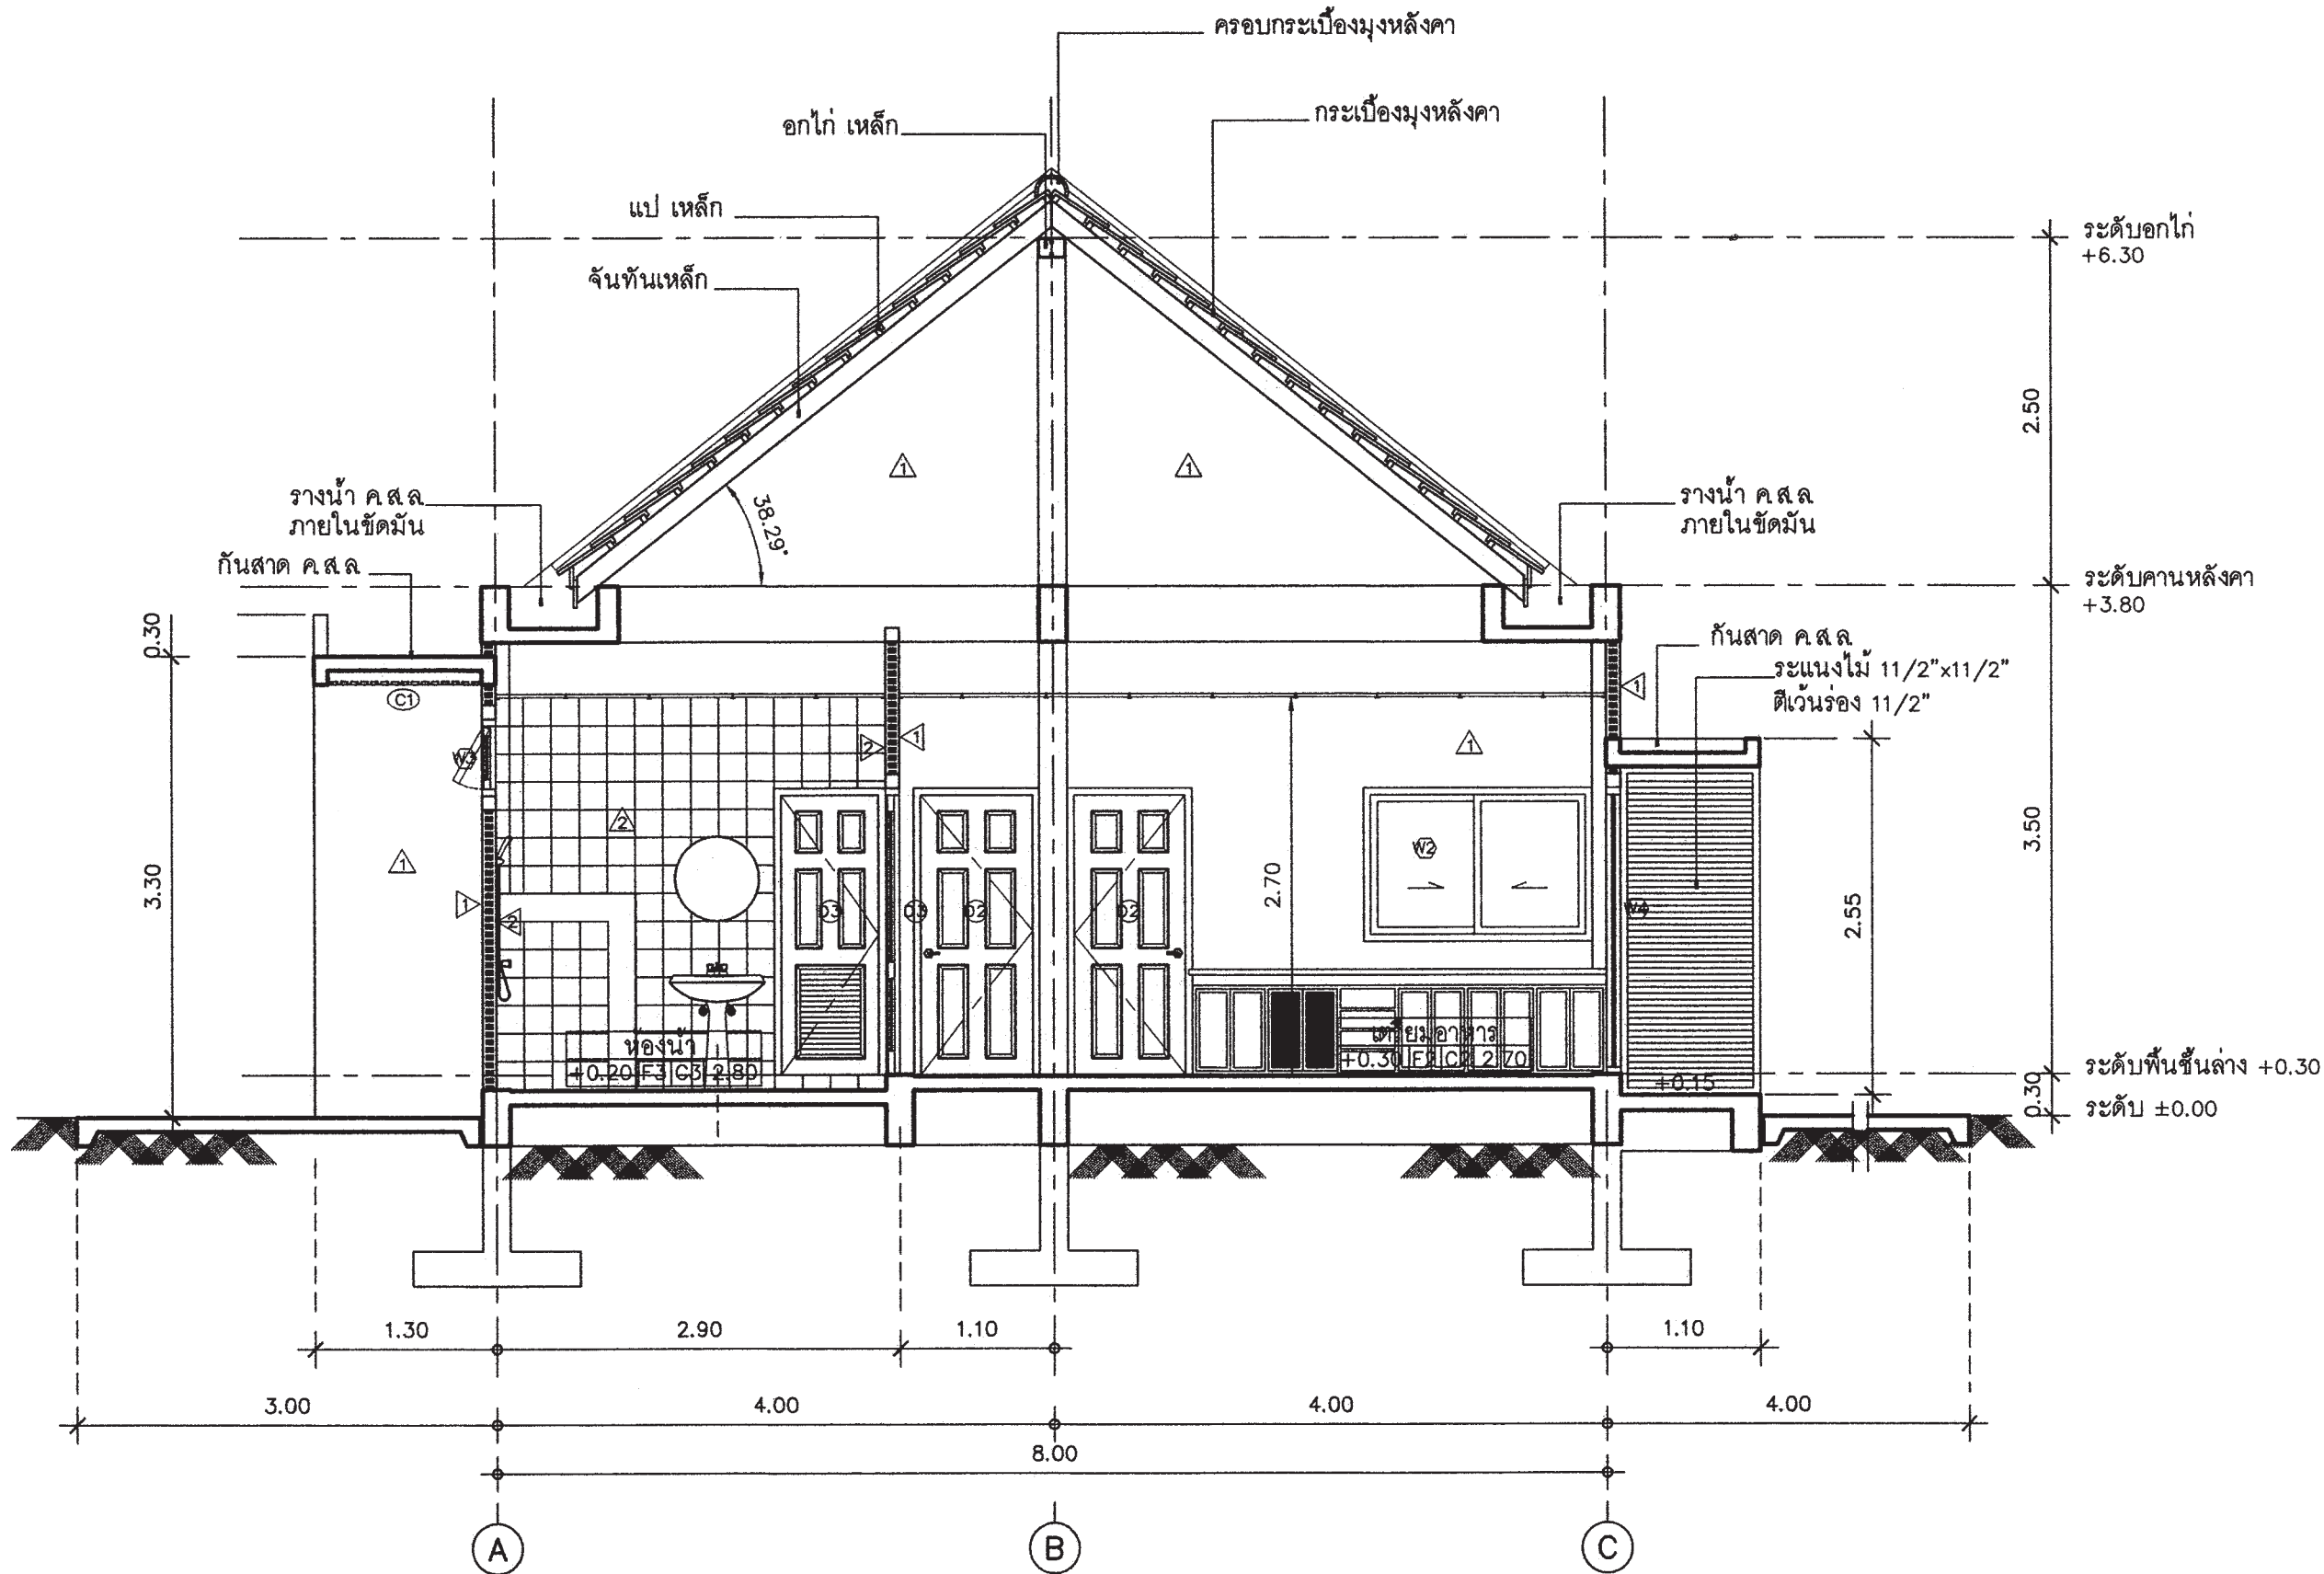 ครอบกระเบื้องมุงหลังคา
กระเบื้องมุงหลังคา
อกไก่ เหล็ก
แป เหล็ก
จันทันเหล็ก
ระดับอกไก่
+6.30
2.50
1
1
38.29°
รางน้ำ ค.ส.ล.
ภายในขัดมัน
กันสาด ค.ส.ล.
รางน้ำ ค.ส.ล.
ภายในขัดมัน
ระดับคานหลังคา
+3.80
0.30
กันสาด ค.ส.ล.
ระแนงไม้ 11/2"x11/2"
ตีเว้นร่อง 11/2"
C1
1
W3
2
1
1
2
1
W2
3.30
1
2
D3
D3
D2
D2
2.70
W4
2.55
3.50
ห้องน้ำ
+0.20 F3 C3 2.80
เตรียมอาหาร
+0.30 F2 C2 2.70
+0.15
ระดับพื้นชั้นล่าง +0.30
0.30
ระดับ ±0.00
1.30
2.90
1.10
1.10
3.00
4.00
4.00
4.00
8.00
A
B
C